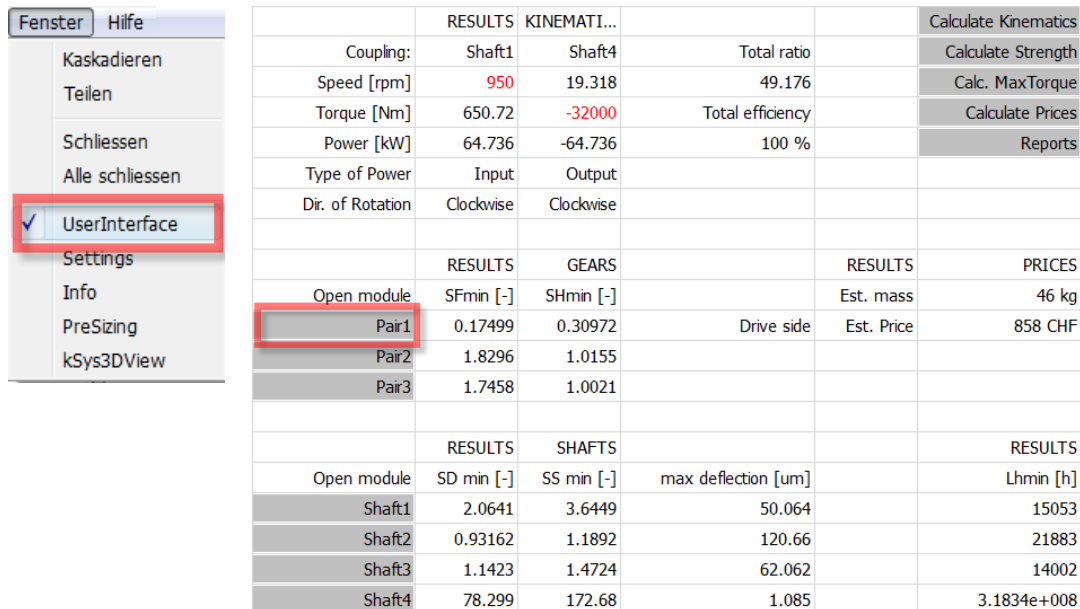 Fenster Hilfe
Kaskadieren
Teilen
Schliessen
Alle schliessen
UserInterface
Settings
Info
PreSizing
kSys3DView
RESULTS KINEMATI... Calculate Kinematics
Coupling: Shaft1 Shaft4 Total ratio Calculate Strength
Speed [rpm] 950 19.318 49.176 Calc. MaxTorque
Torque [Nm] 650.72 -32000 Total efficiency Calculate Prices
Power [kW] 64.736 -64.736 100 % Reports
Type of Power Input Output
Dir. of Rotation Clockwise Clockwise
RESULTS GEARS RESULTS PRICES
Open module SFmin [-] SHmin [-] Est. mass 46 kg
Pair1 0.17499 0.30972 Drive side Est. Price 858 CHF
Pair2 1.8296 1.0155
Pair3 1.7458 1.0021
RESULTS SHAFTS RESULTS
Open module SD min [-] SS min [-] max deflection [um] Lhmin [h]
Shaft1 2.0641 3.6449 50.064 15053
Shaft2 0.93162 1.1892 120.66 21883
Shaft3 1.1423 1.4724 62.062 14002
Shaft4 78.299 172.68 1.085 3.1834e+008